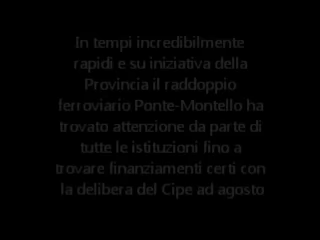 In tempi incredibilmente
rapidi e su iniziativa della
Provincia il raddoppio
ferroviario Ponte-Montello ha
trovato attenzione da parte di
tutte le istituzioni fino a
trovare finanziamenti certi con
la delibera del Cipe ad agosto